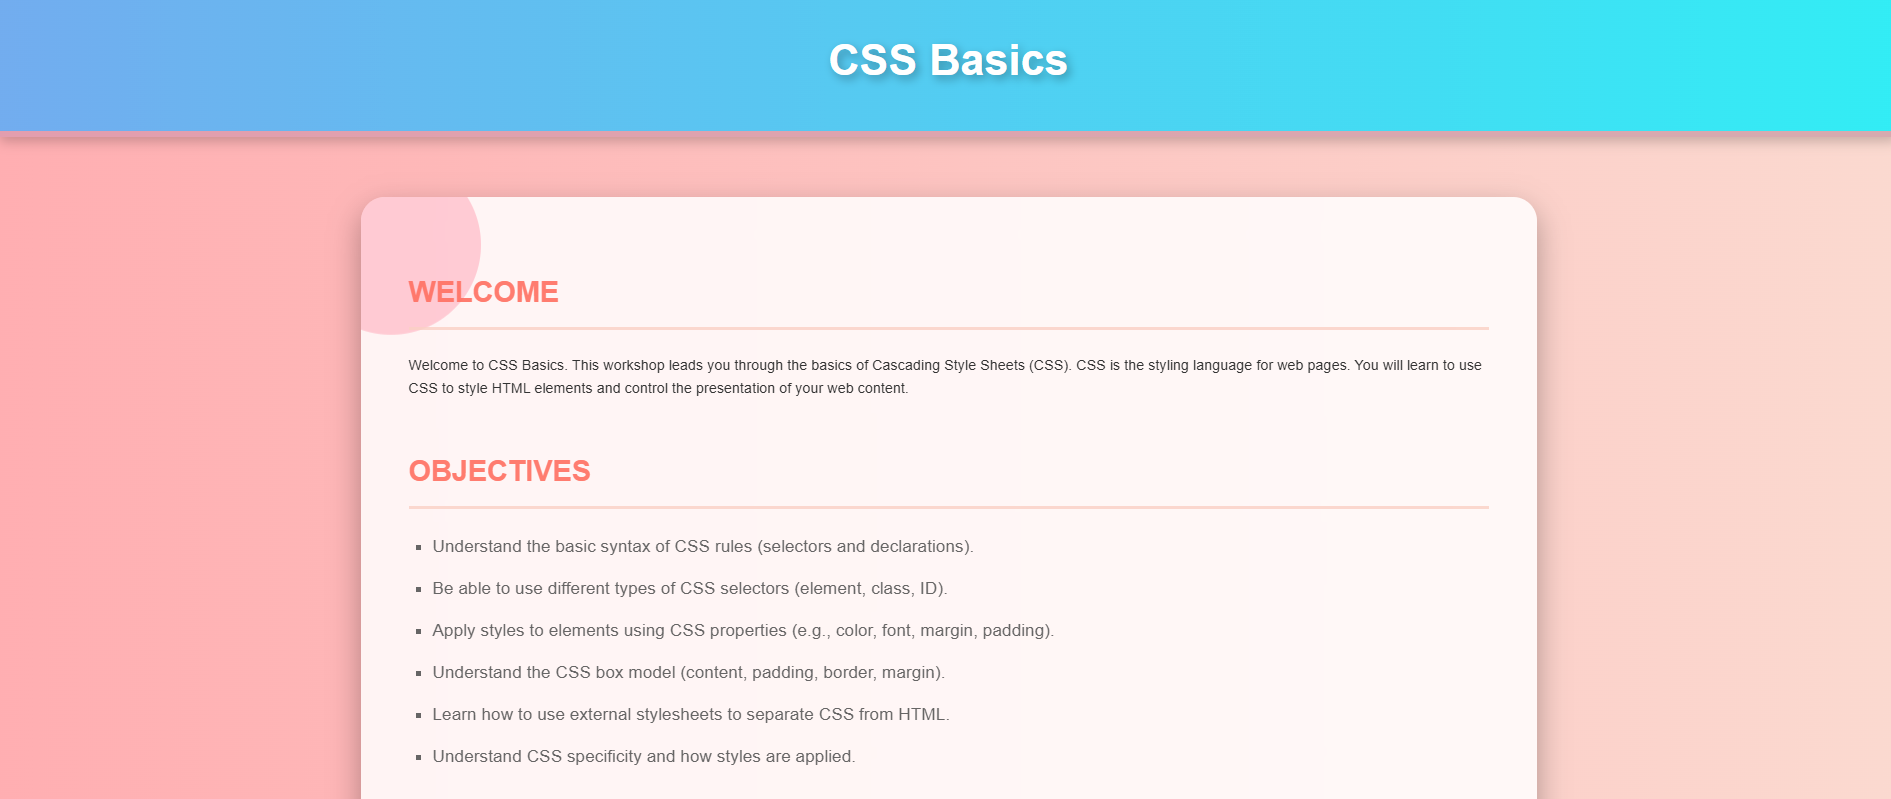 CSS Basics
WELCOME
Welcome to CSS Basics. This workshop leads you through the basics of Cascading Style Sheets (CSS). CSS is the styling language for web pages. You will learn to use
CSS to style HTML elements and control the presentation of your web content.
OBJECTIVES
Understand the basic syntax of CSS rules (selectors and declarations).
Be able to use different types of CSS selectors (element, class, ID).
Apply styles to elements using CSS properties (e.g., color, font, margin, padding).
Understand the CSS box model (content, padding, border, margin).
Learn how to use external stylesheets to separate CSS from HTML.
Understand CSS specificity and how styles are applied.